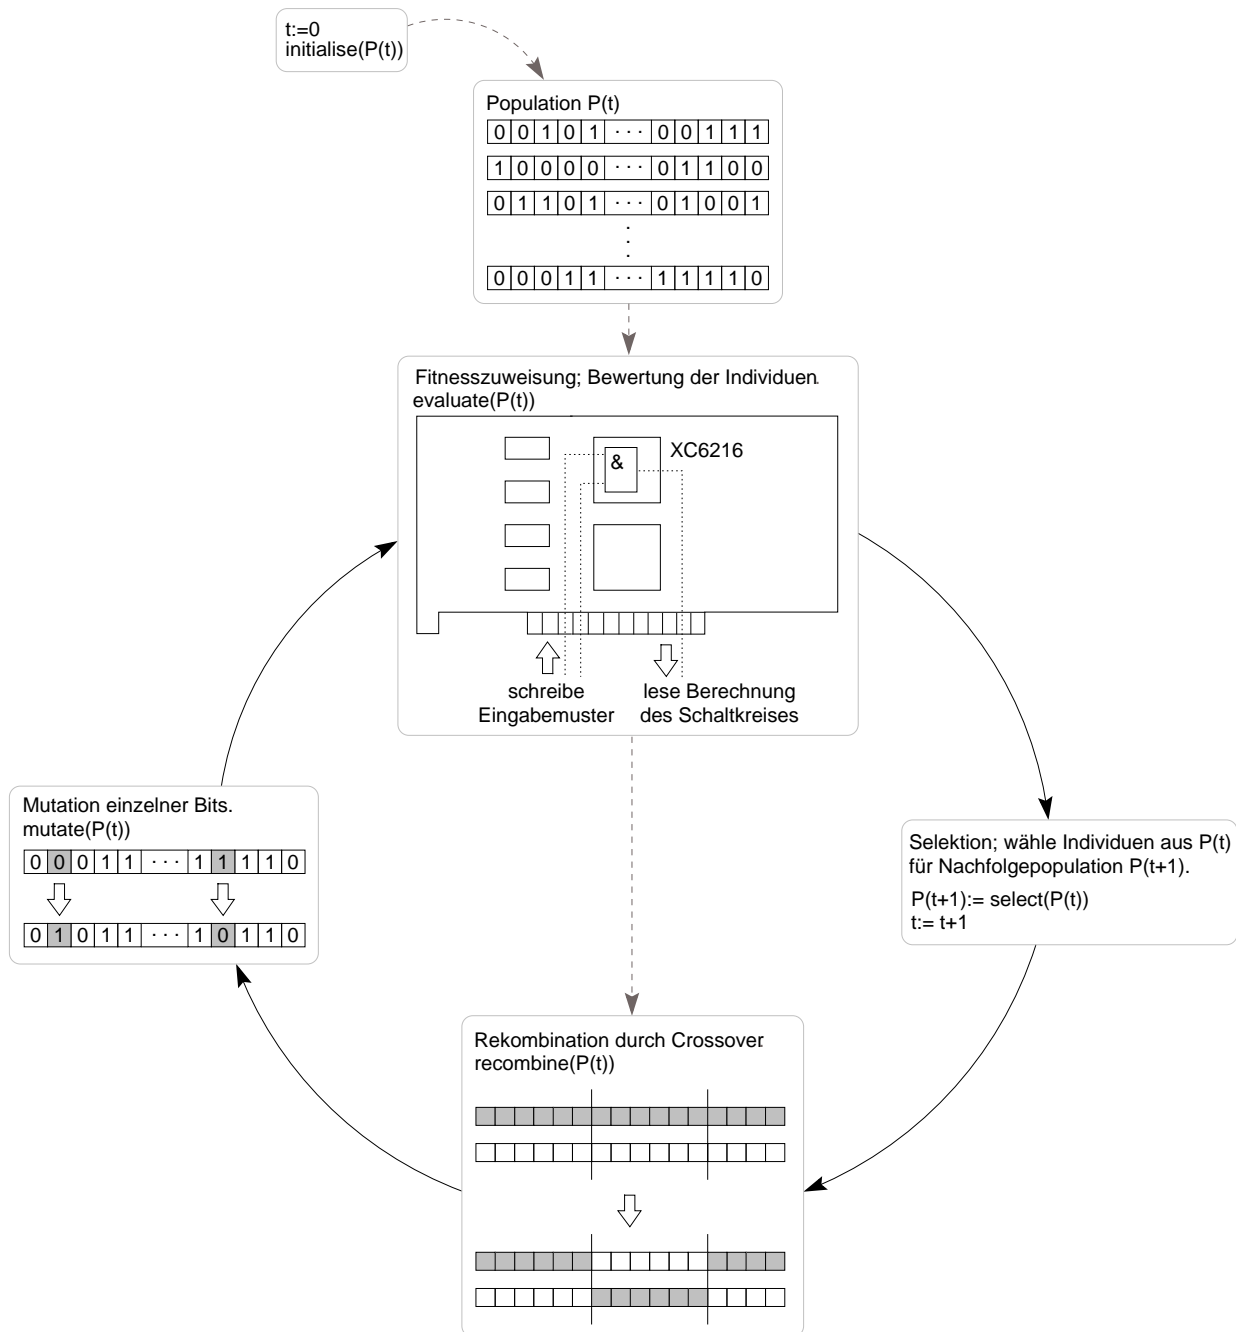 t:=0
initialise(P(t))
Population P(t)
0 0 1 0 1 ··· 0 0 1 1 1
1 0 0 0 0 ··· 0 1 1 0 0
0 1 1 0 1 ··· 0 1 0 0 1
0 0 0 1 1 ··· 1 1 1 1 0
Fitnesszuweisung; Bewertung der Individuen.
evaluate(P(t))
XC6216
&
schreibe
Eingabemuster
lese Berechnung
des Schaltkreises
Mutation einzelner Bits.
mutate(P(t))
0 0 0 1 1 ··· 1 1 1 1 0
0 1 0 1 1 ··· 1 0 1 1 0
Selektion; wähle Individuen aus P(t)
für Nachfolgepopulation P(t+1).
P(t+1):= select(P(t))
t:= t+1
Rekombination durch Crossover.
recombine(P(t))